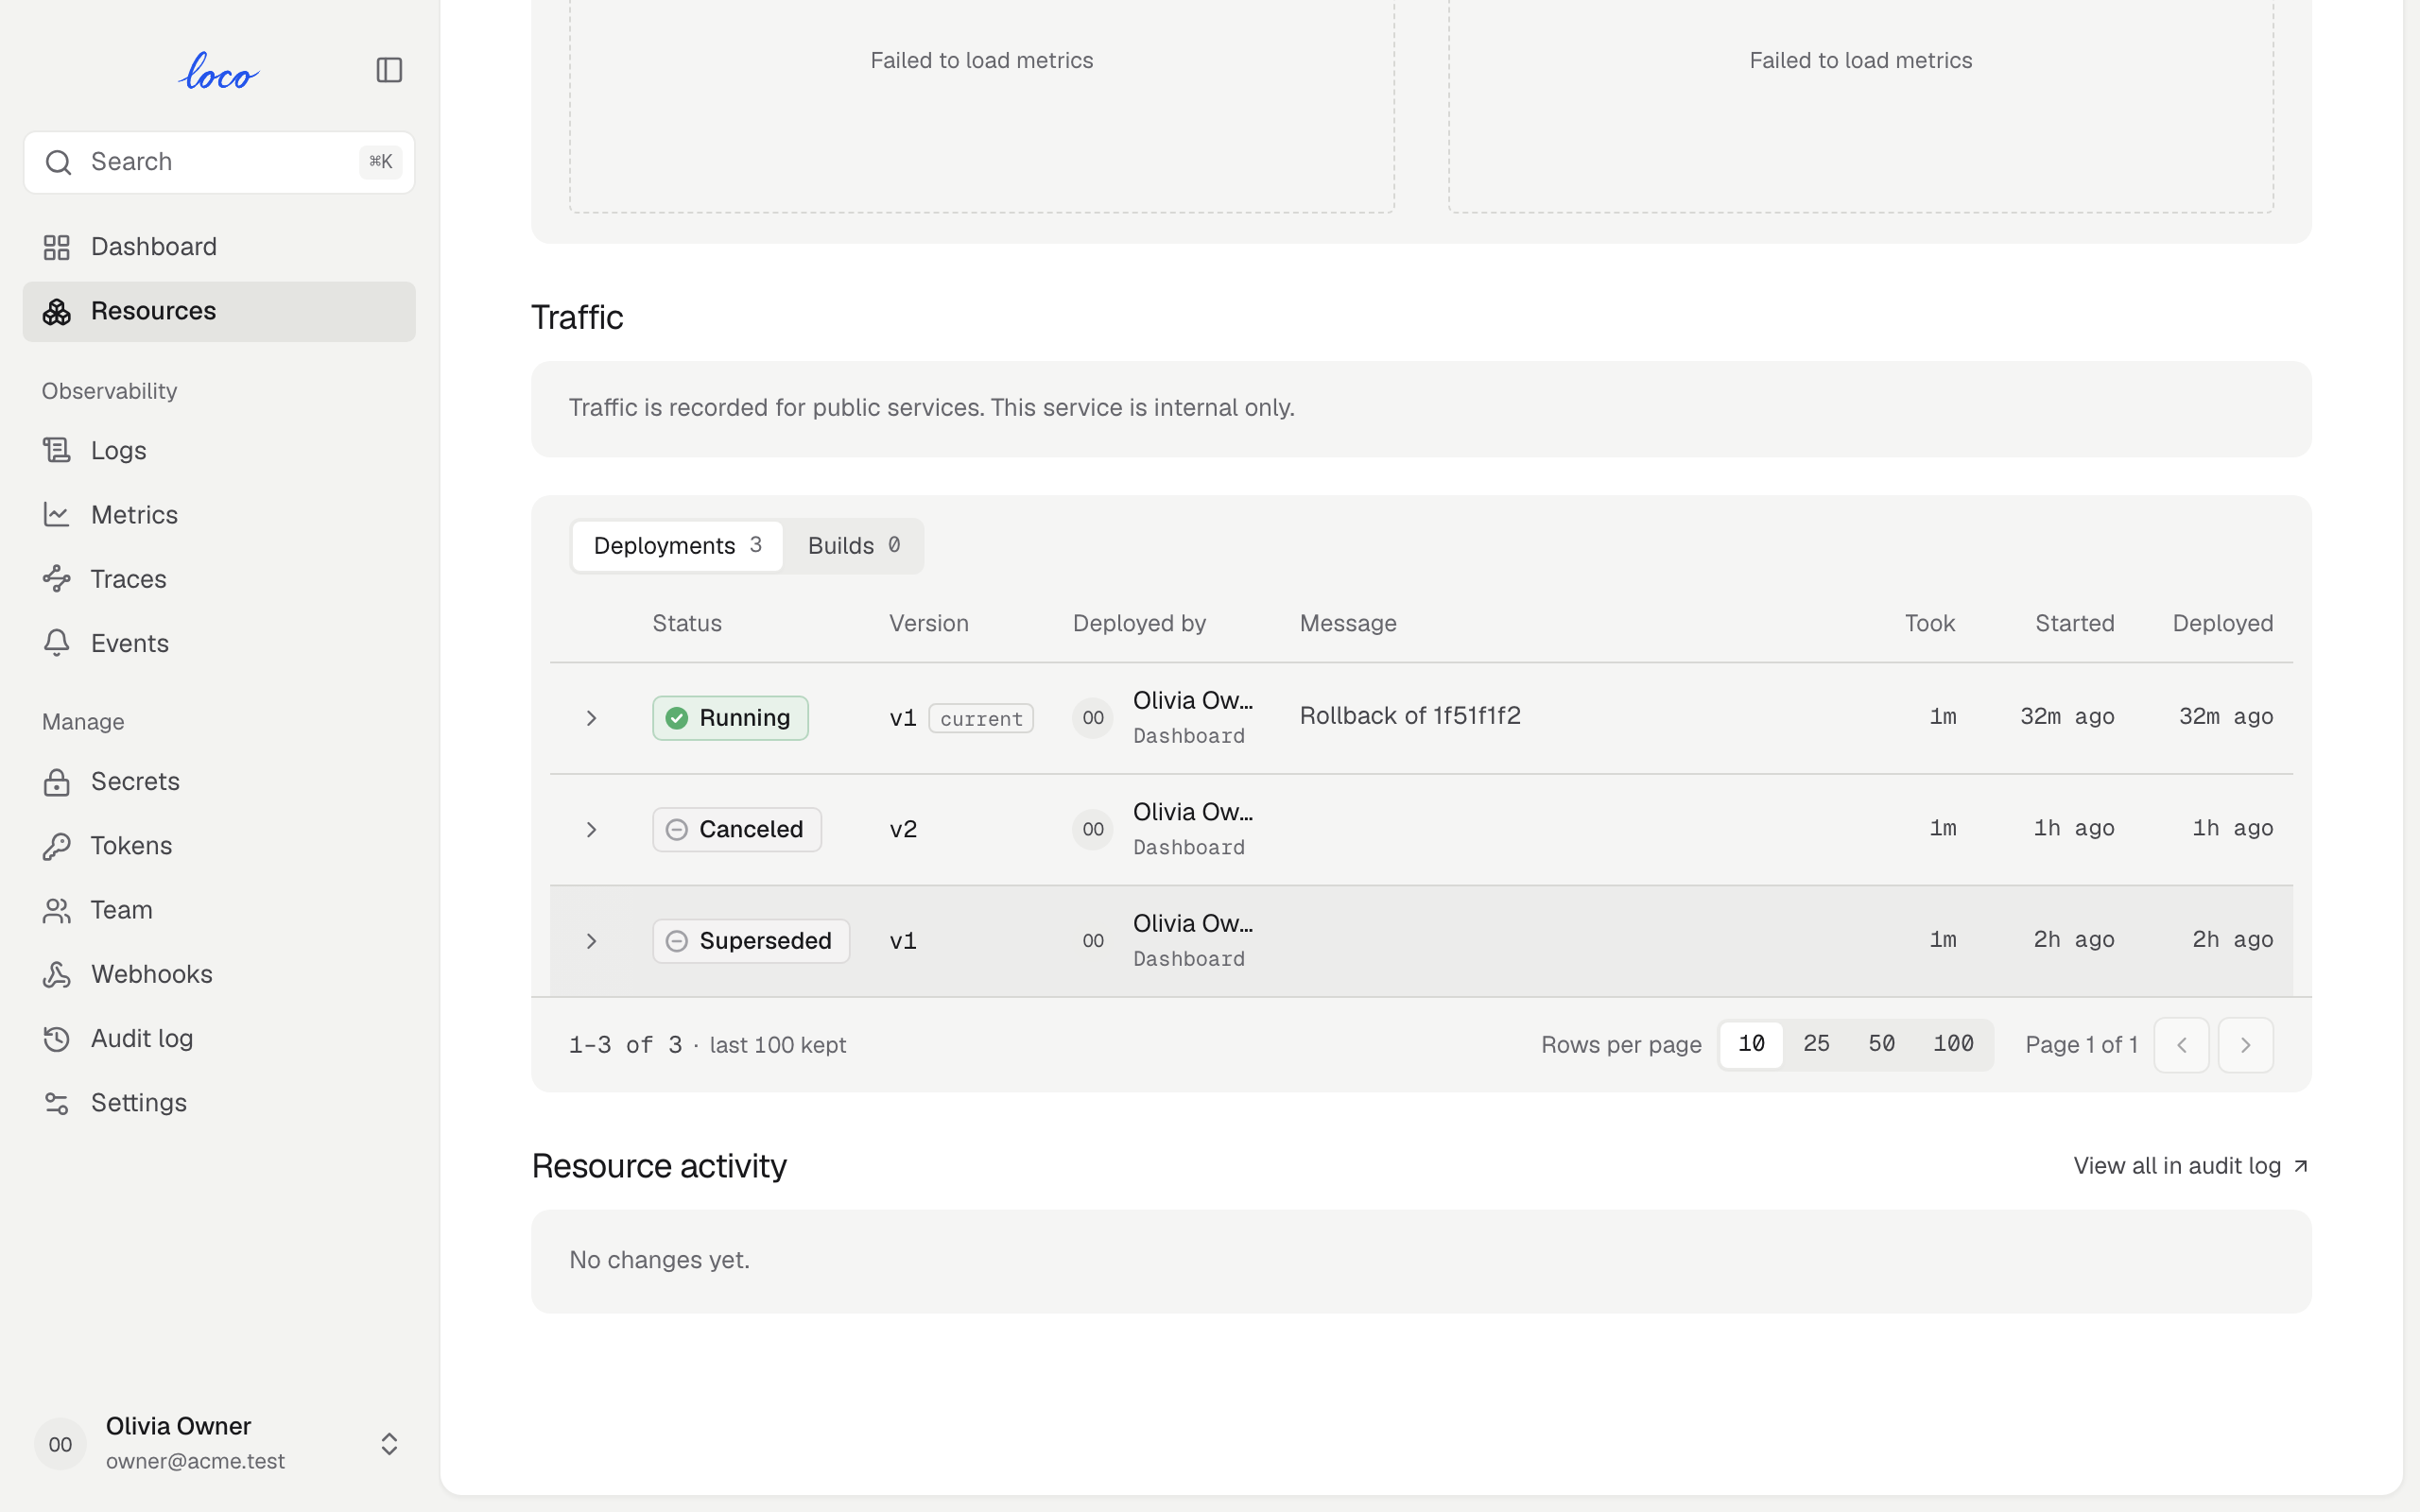 loco
Search ⌘K
Dashboard
Resources
Observability
Logs
Metrics
Traces
Events
Manage
Secrets
Tokens
Team
Webhooks
Audit log
Settings
OO Olivia Owner
owner@acme.test
Failed to load metrics Failed to load metrics
Traffic
Traffic is recorded for public services. This service is internal only.
Deployments 3 Builds 0
Status Version Deployed by Message Took Started Deployed
Running v1 current OO Olivia Ow... Rollback of 1f51f1f2 1m 32m ago 32m ago
Dashboard
Canceled v2 OO Olivia Ow... 1m 1h ago 1h ago
Dashboard
Superseded v1 OO Olivia Ow... 1m 2h ago 2h ago
Dashboard
1–3 of 3 · last 100 kept Rows per page 10 25 50 100 Page 1 of 1
Resource activity View all in audit log
No changes yet.